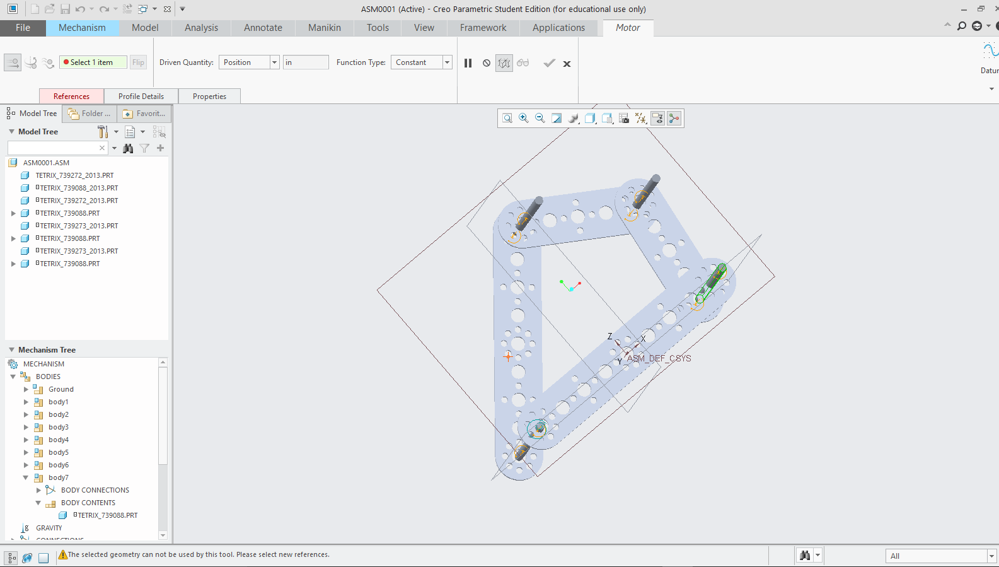 ASM0001 (Active) - Creo Parametric Student Edition (for educational use only)
File Mechanism Model Analysis Annotate Manikin Tools View Framework Applications Motor
Select 1 item Flip Driven Quantity: Position in Function Type: Constant
Datur
References Profile Details Properties
Model Tree Folder ... Favorit...
Model Tree
ASM0001.ASM
TETRIX_739272_2013.PRT
TETRIX_739088_2013.PRT
TETRIX_739272_2013.PRT
TETRIX_739088.PRT
TETRIX_739273_2013.PRT
TETRIX_739088.PRT
TETRIX_739273_2013.PRT
TETRIX_739088.PRT
Z
X
Y ASM_DEF_CSYS
Mechanism Tree
MECHANISM
BODIES
Ground
body1
body2
body3
body4
body5
body6
body7
BODY CONNECTIONS
BODY CONTENTS
TETRIX_739088.PRT
GRAVITY
CONNECTIONS
The selected geometry can not be used by this tool. Please select new references.
All